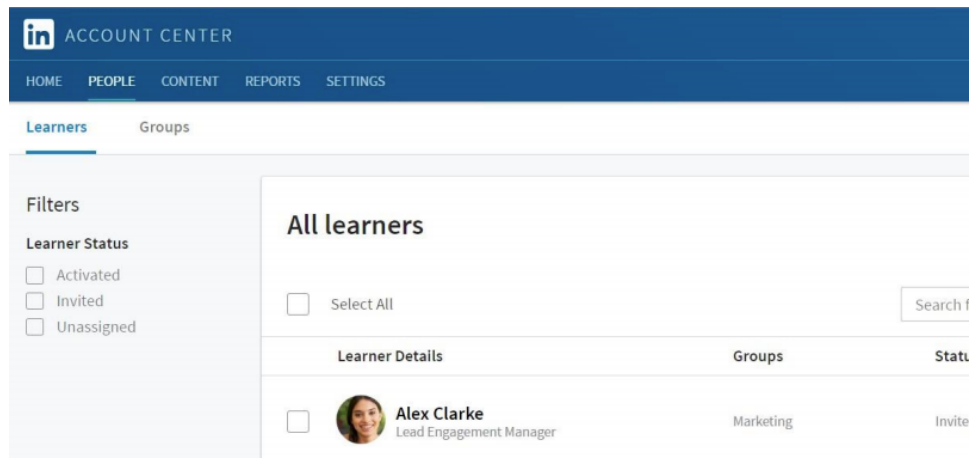 in ACCOUNT CENTER
HOME PEOPLE CONTENT REPORTS SETTINGS
Learners Groups
Filters
Learner Status
Activated
Invited
Unassigned
All learners
Select All
Search
Learner Details Groups
Alex Clarke
Lead Engagement Manager
Marketing